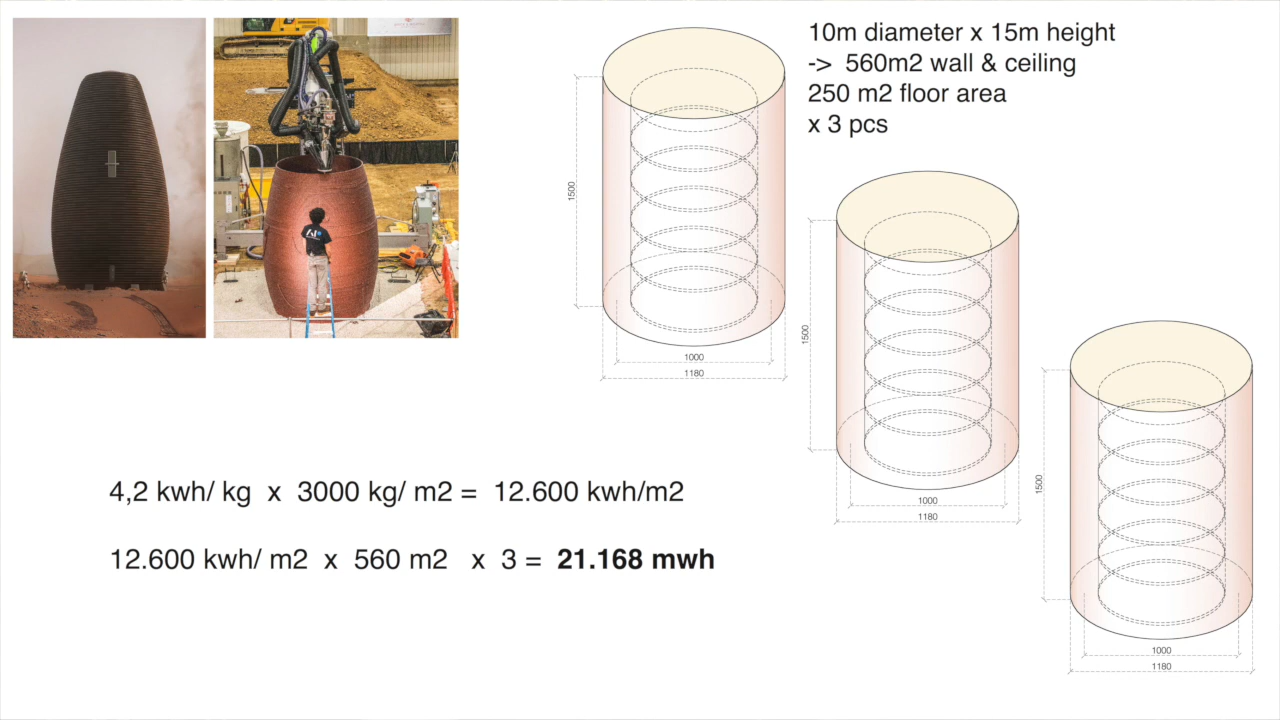 10m diameter x 15m height
-> 560m2 wall & ceiling
250 m2 floor area
x 3 pcs
1500
1000
1180
1500
1000
1180
1500
1000
1180
4,2 kwh/ kg x 3000 kg/ m2 = 12.600 kwh/m2
12.600 kwh/ m2 x 560 m2 x 3 = 21.168 mwh